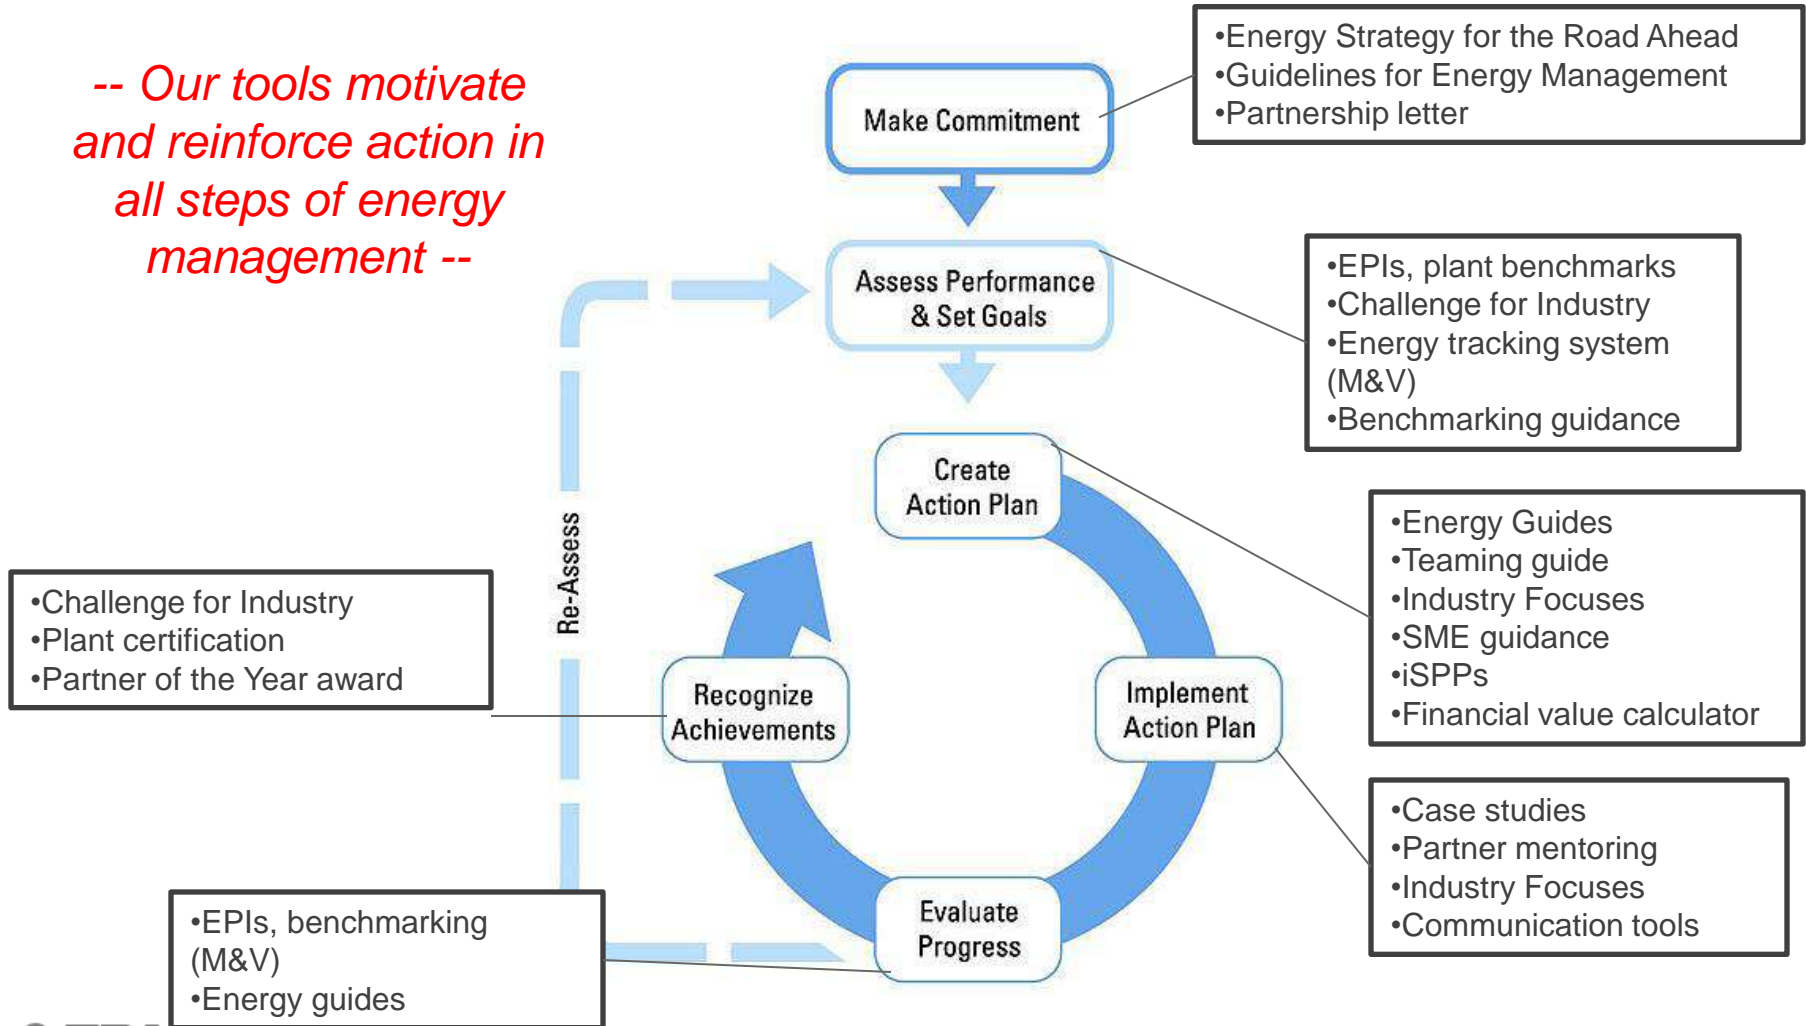 -- Our tools motivate
and reinforce action in
all steps of energy
management --
Make Commitment
•Energy Strategy for the Road Ahead
•Guidelines for Energy Management
•Partnership letter
Assess Performance
& Set Goals
•EPIs, plant benchmarks
•Challenge for Industry
•Energy tracking system
(M&V)
•Benchmarking guidance
Create
Action Plan
•Energy Guides
•Teaming guide
•Industry Focuses
•SME guidance
•iSPPs
•Financial value calculator
Re-Assess
•Challenge for Industry
•Plant certification
•Partner of the Year award
Recognize
Achievements
Implement
Action Plan
•Case studies
•Partner mentoring
•Industry Focuses
•Communication tools
Evaluate
Progress
•EPIs, benchmarking
(M&V)
•Energy guides